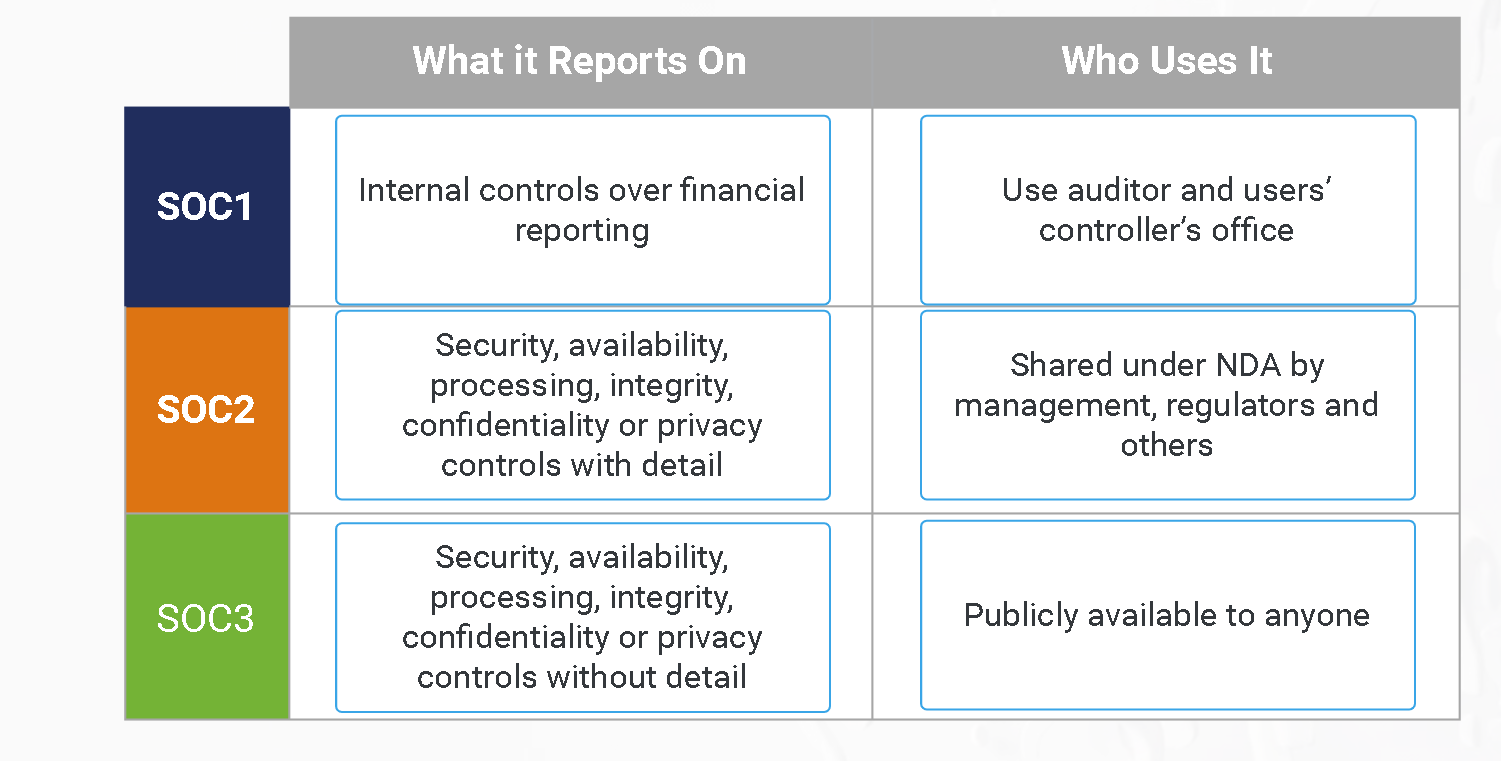 What it Reports On
Who Uses It
SOC1
Internal controls over financial
reporting
Use auditor and users’
controller’s office
SOC2
Security, availability,
processing, integrity,
confidentiality or privacy
controls with detail
Shared under NDA by
management, regulators and
others
SOC3
Security, availability,
processing, integrity,
confidentiality or privacy
controls without detail
Publicly available to anyone